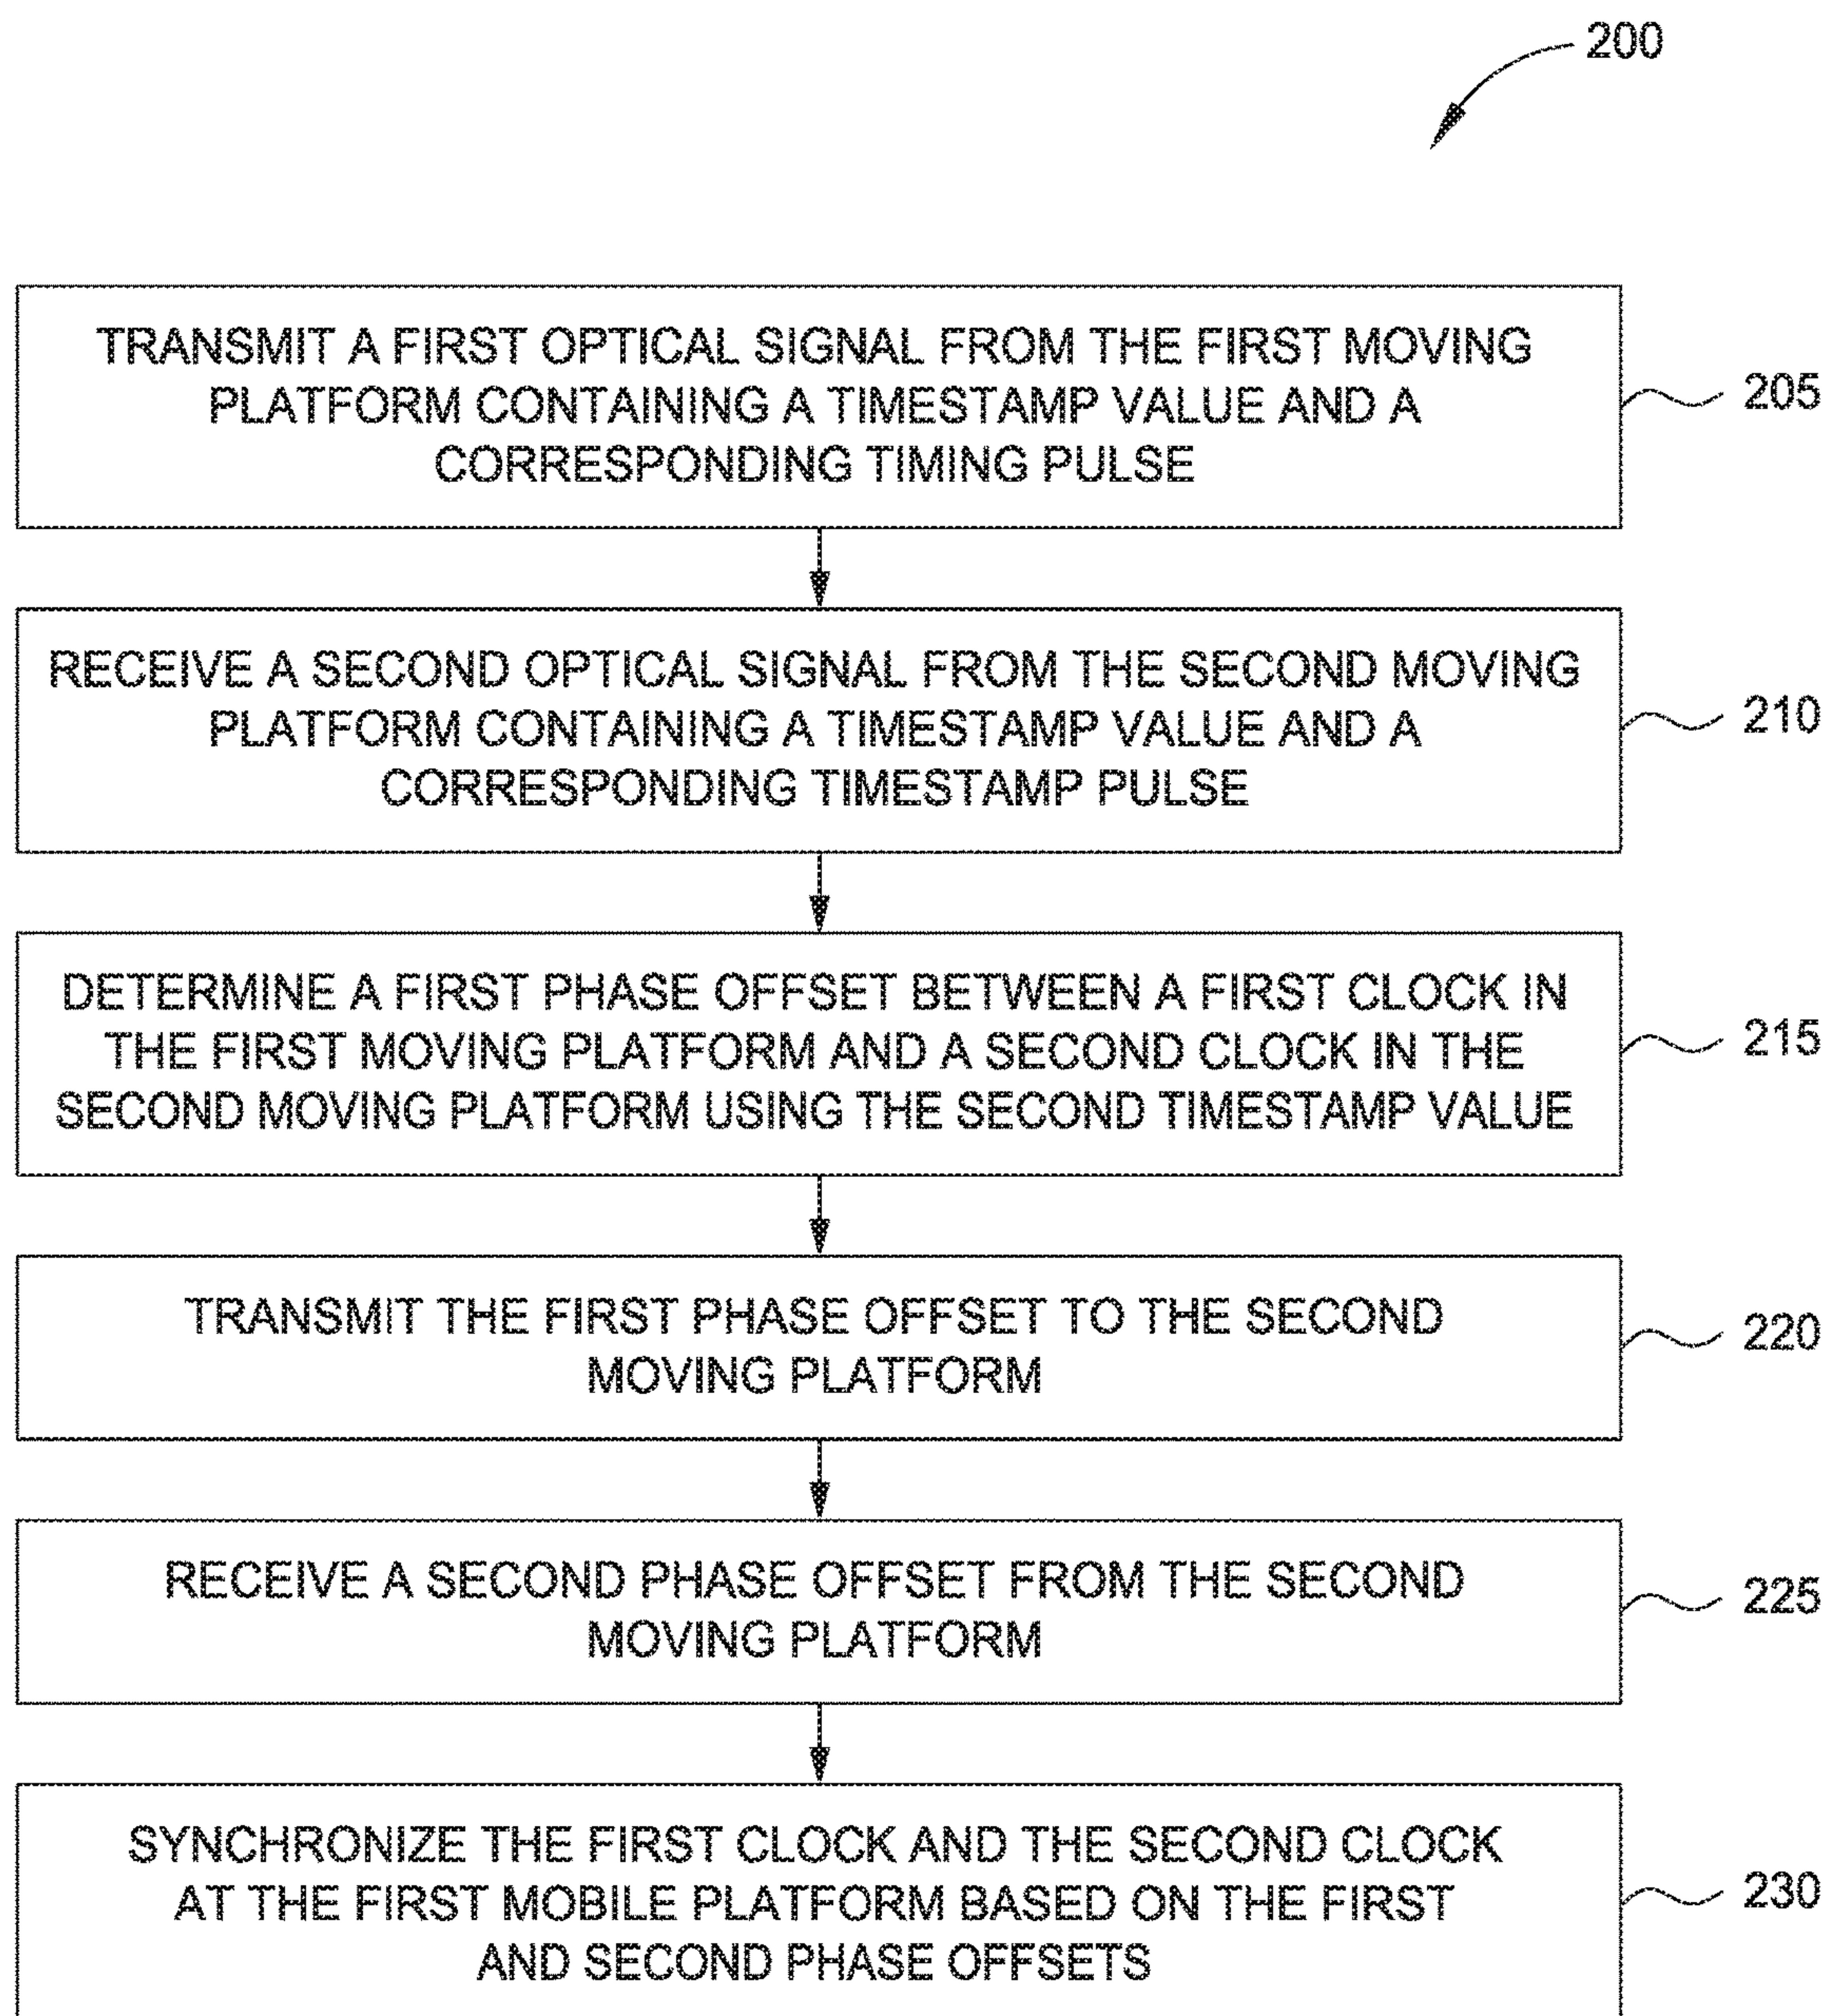 200
TRANSMIT A FIRST OPTICAL SIGNAL FROM THE FIRST MOVING
PLATFORM CONTAINING A TIMESTAMP VALUE AND A
CORRESPONDING TIMING PULSE
205
RECEIVE A SECOND OPTICAL SIGNAL FROM THE SECOND MOVING
PLATFORM CONTAINING A TIMESTAMP VALUE AND A
CORRESPONDING TIMESTAMP PULSE
210
DETERMINE A FIRST PHASE OFFSET BETWEEN A FIRST CLOCK IN
THE FIRST MOVING PLATFORM AND A SECOND CLOCK IN THE
SECOND MOVING PLATFORM USING THE SECOND TIMESTAMP VALUE
215
TRANSMIT THE FIRST PHASE OFFSET TO THE SECOND
MOVING PLATFORM
220
RECEIVE A SECOND PHASE OFFSET FROM THE SECOND
MOVING PLATFORM
225
SYNCHRONIZE THE FIRST CLOCK AND THE SECOND CLOCK
AT THE FIRST MOBILE PLATFORM BASED ON THE FIRST
AND SECOND PHASE OFFSETS
230